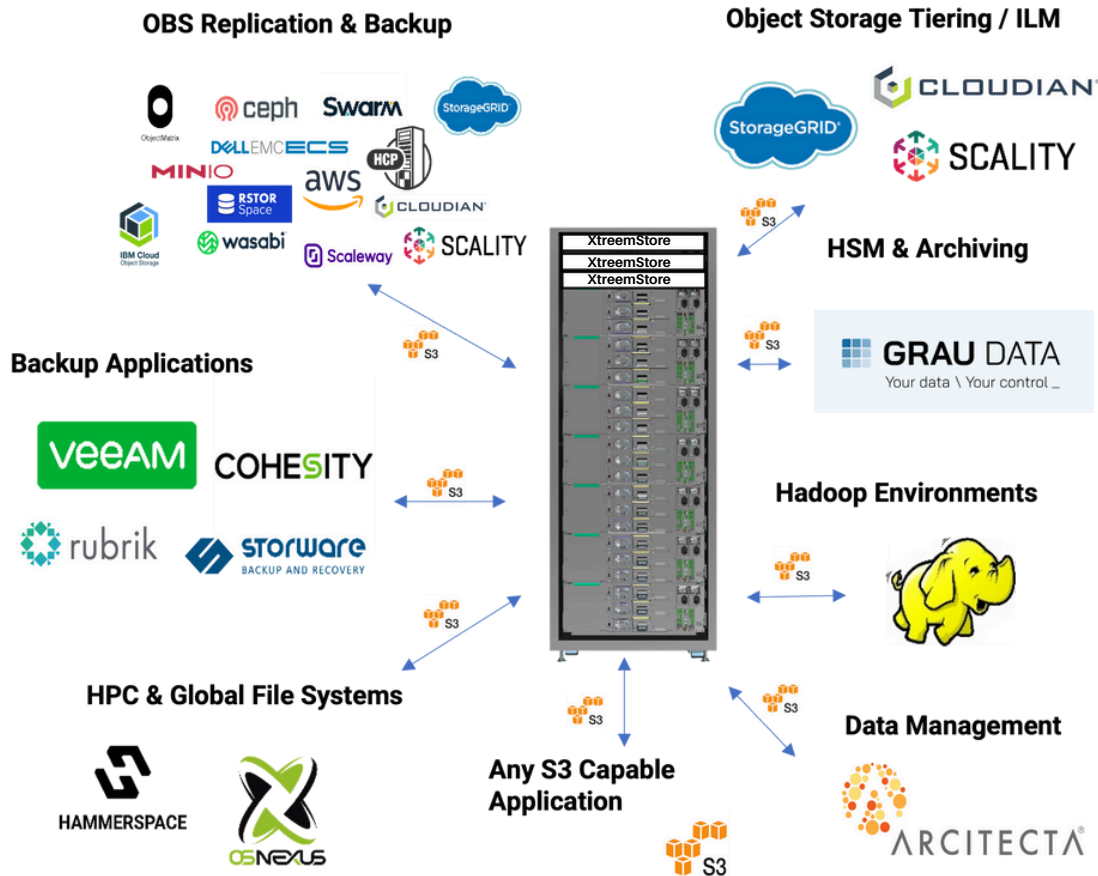 OBS Replication & Backup
Object Storage Tiering / ILM
ObjectMatrix
ceph
Swarm
StorageGRID®
DELLEMC ECS
HCP
MINIO
aws
RSTOR
Space
CLOUDIAN
IBM Cloud
Object Storage
wasabi
Scaleway
SCALITY
StorageGRID®
CLOUDIAN
SCALITY
S3
XtreemStore
XtreemStore
XtreemStore
HSM & Archiving
S3
GRAU DATA
Your data \ Your control _
S3
Backup Applications
veeAM
COHESITY
rubrik
STORWARE
BACKUP AND RECOVERY
S3
Hadoop Environments
S3
S3
HPC & Global File Systems
HAMMERSPACE
OSNEXUS
S3
Any S3 Capable
Application
S3
S3
Data Management
ARCITECTA®